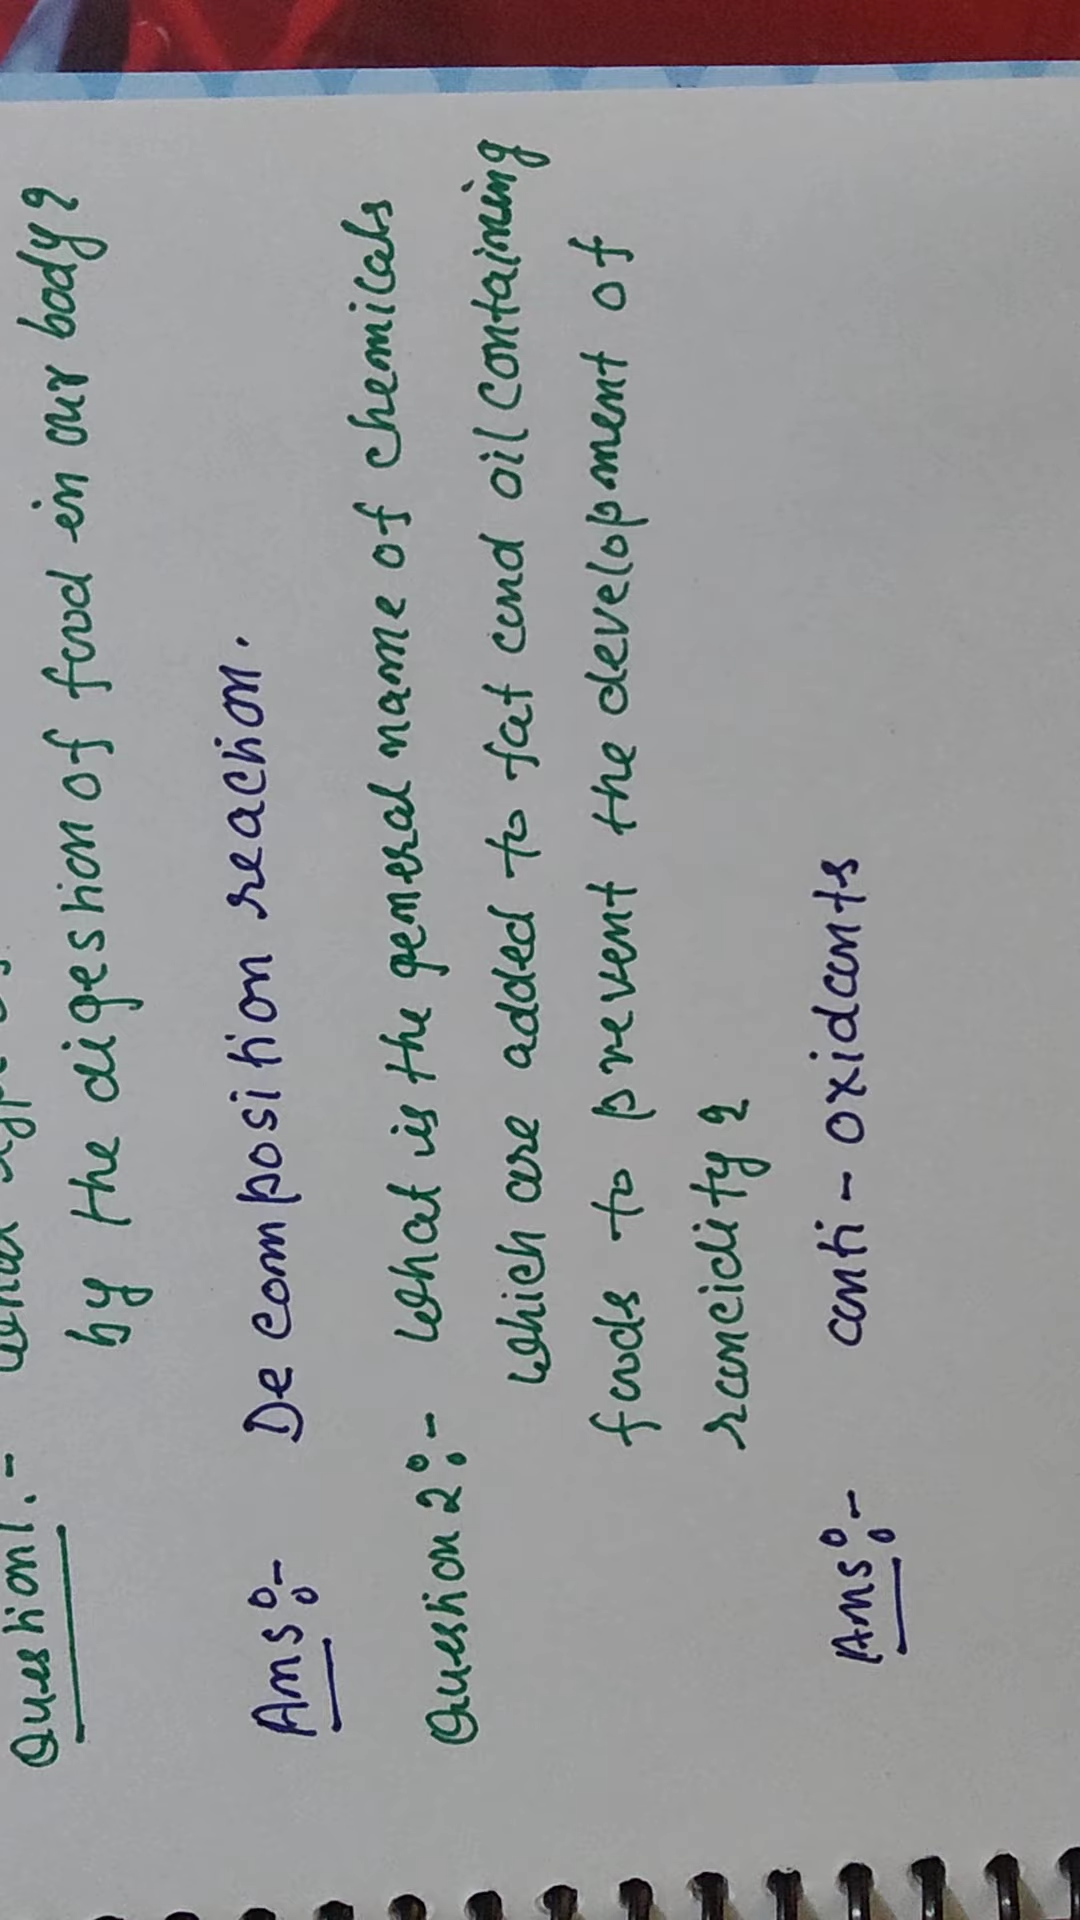 Question 1:-
by the digestion of food in our body?
Ans:- Decomposition reaction.
Question 2:- What is the general name of chemicals
which are added to fat and oil containing
foods to prevent the development of
rancidity?
Ans:- anti-oxidants